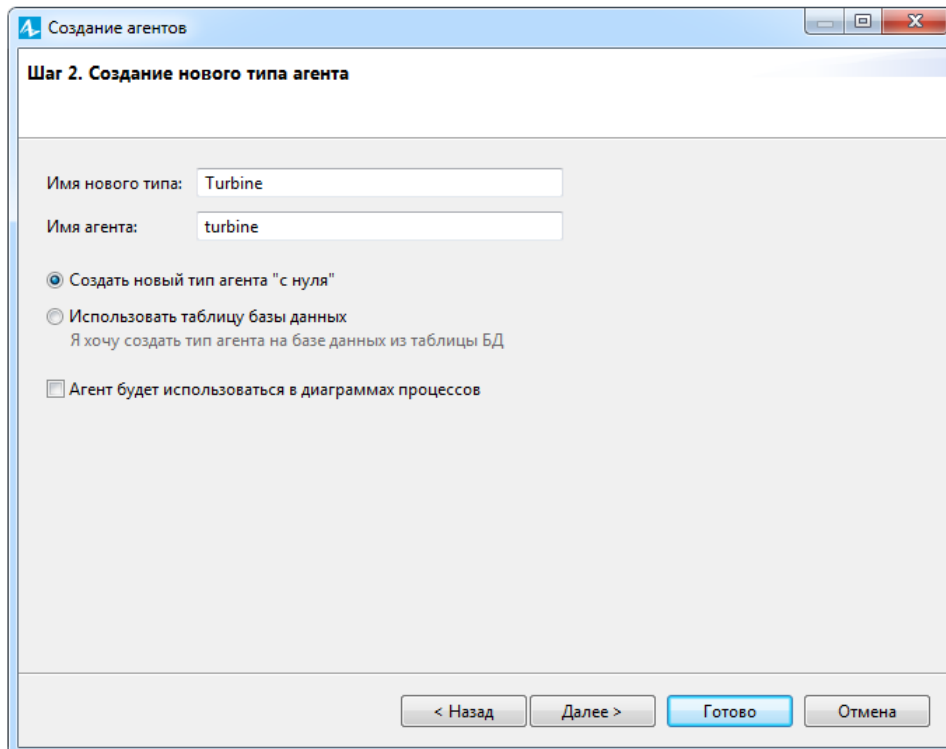 Создание агентов
Шаг 2. Создание нового типа агента
Имя нового типа: Turbine
Имя агента: turbine
Создать новый тип агента "с нуля"
Использовать таблицу базы данных
Я хочу создать тип агента на базе данных из таблицы БД
Агент будет использоваться в диаграммах процессов
< Назад Далее > Готово Отмена